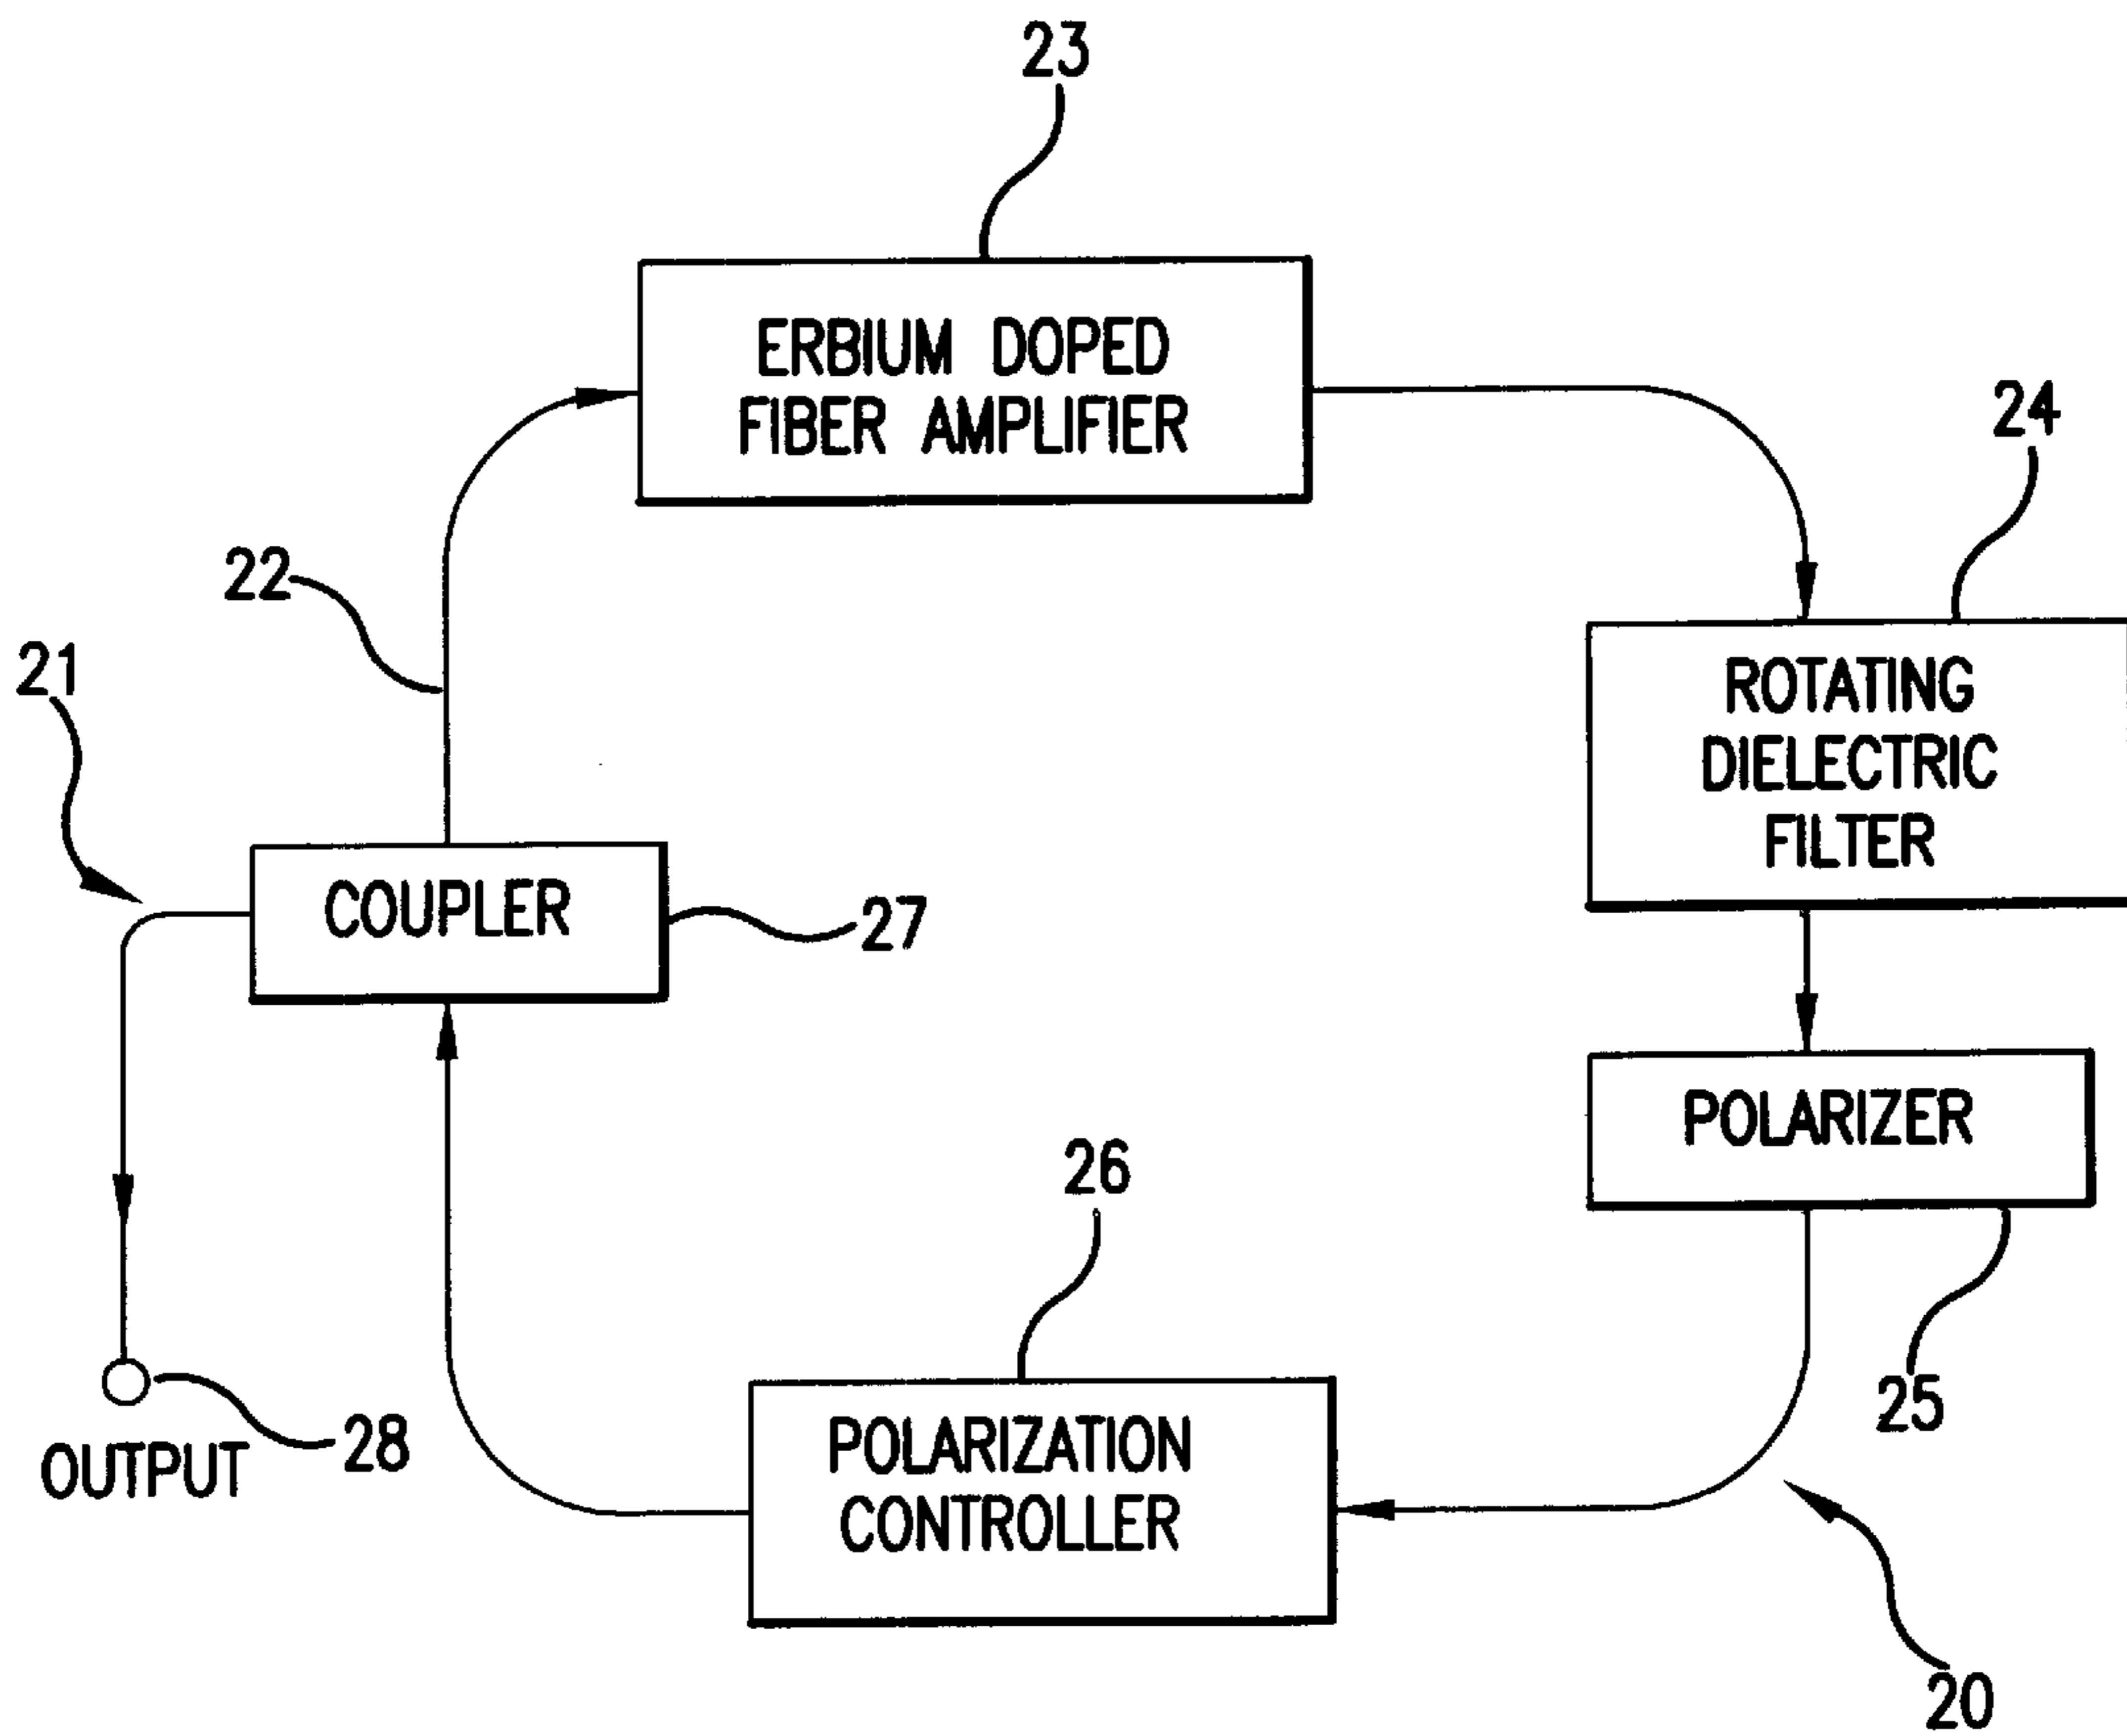 23
ERBIUM DOPED
FIBER AMPLIFIER
24
22
ROTATING
DIELECTRIC
FILTER
21
COUPLER
27
POLARIZER
26
25
28
OUTPUT
POLARIZATION
CONTROLLER
20